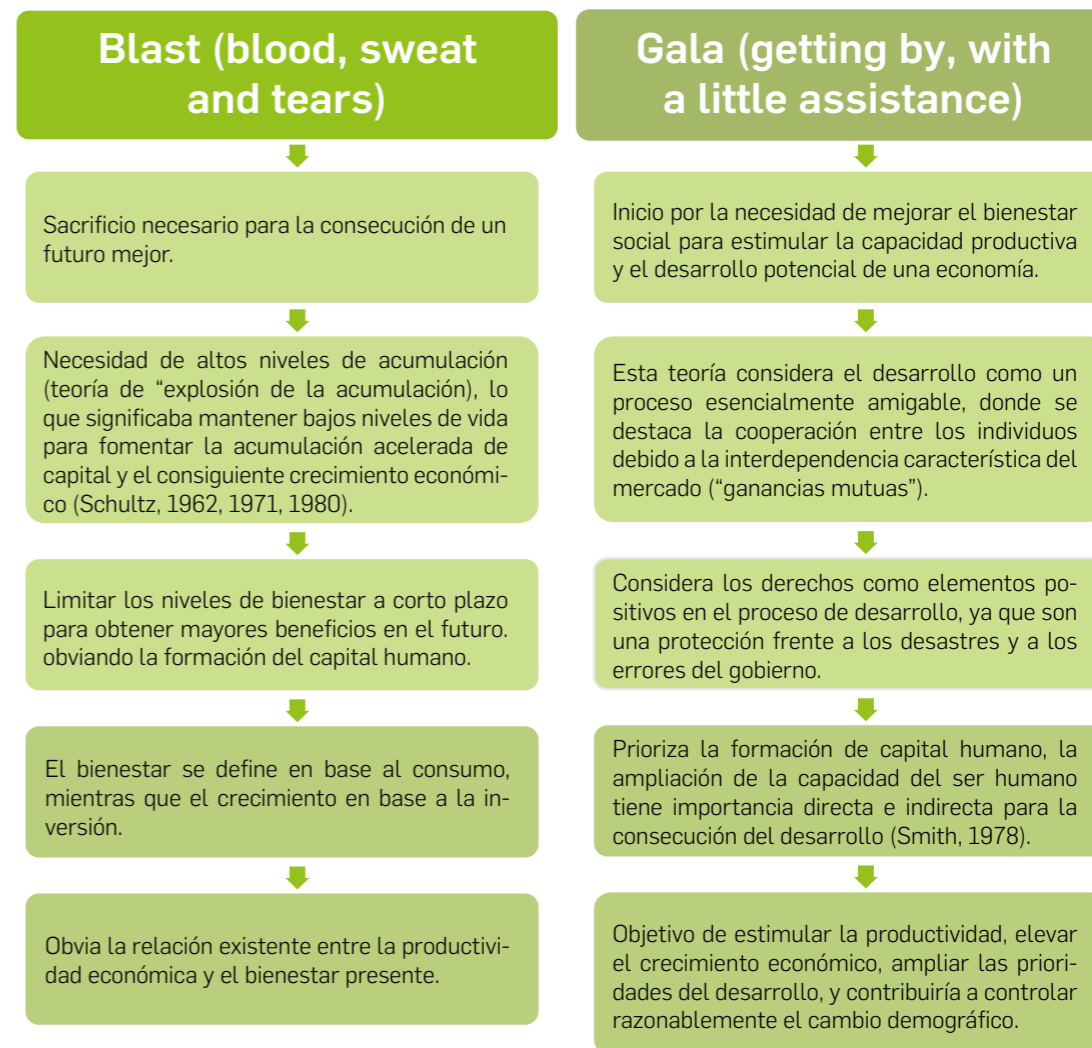 Blast (blood, sweat
and tears)
Sacrificio necesario para la consecución de un
futuro mejor.
Necesidad de altos niveles de acumulación
(teoría de “explosión de la acumulación), lo
que significaba mantener bajos niveles de vida
para fomentar la acumulación acelerada de
capital y el consiguiente crecimiento económi-
co (Schultz, 1962, 1971, 1980).
Limitar los niveles de bienestar a corto plazo
para obtener mayores beneficios en el futuro.
obviando la formación del capital humano.
El bienestar se define en base al consumo,
mientras que el crecimiento en base a la in-
versión.
Obvia la relación existente entre la productivi-
dad económica y el bienestar presente.
Gala (getting by, with
a little assistance)
Inicio por la necesidad de mejorar el bienestar
social para estimular la capacidad productiva
y el desarrollo potencial de una economía.
Esta teoría considera el desarrollo como un
proceso esencialmente amigable, donde se
destaca la cooperación entre los individuos
debido a la interdependencia característica del
mercado (“ganancias mutuas”).
Considera los derechos como elementos po-
sitivos en el proceso de desarrollo, ya que son
una protección frente a los desastres y a los
errores del gobierno.
Prioriza la formación de capital humano, la
ampliación de la capacidad del ser humano
tiene importancia directa e indirecta para la
consecución del desarrollo (Smith, 1978).
Objetivo de estimular la productividad, elevar
el crecimiento económico, ampliar las priori-
dades del desarrollo, y contribuiría a controlar
razonablemente el cambio demográfico.